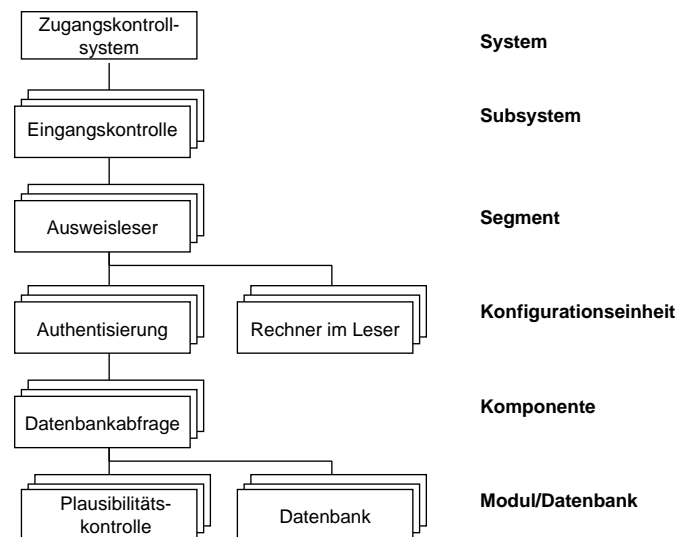 Zugangskontroll-
system
System
Eingangskontrolle
Subsystem
Ausweisleser
Segment
Authentisierung
Rechner im Leser
Konfigurationseinheit
Datenbankabfrage
Komponente
Plausibilitäts-
kontrolle
Datenbank
Modul/Datenbank